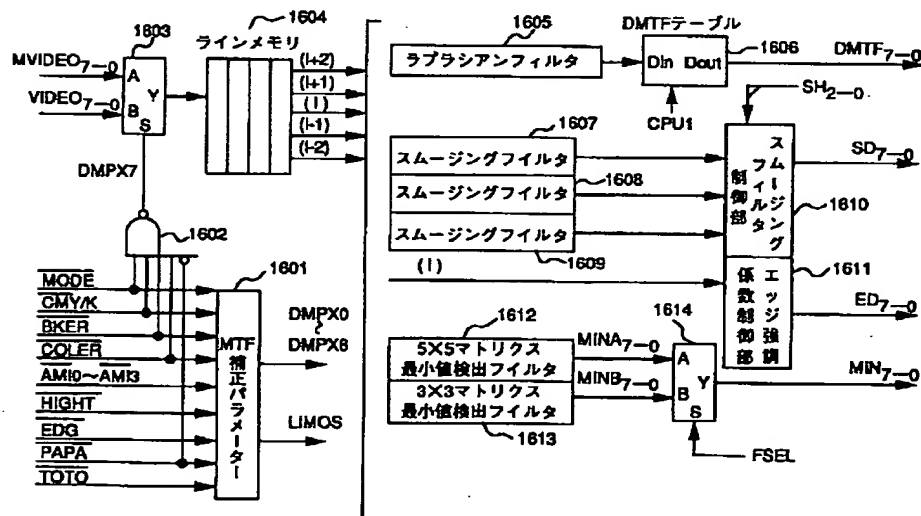 1603
MVIDEO7-0
VIDEO7-0
A
B
Y
S
DMPX7
1604
ラインメモリ
(I+2)
(I+1)
(I)
(I-1)
(I-2)
1602
MODE
CMY/K
BKER
COLER
AMI0~AMI3
HIGHT
EDG
PAPA
TOTO
1601
MTF補正パラメーター
DMPX0
~
DMPX6
LIMOS
1605
ラプラシアンフィルタ
DMTFテーブル
Din Dout
1606
DMTF7-0
CPU1
SH2-0
1607
スムージングフイルタ
スムージングフイルタ
1608
スムージングフイルタ
1609
スムージングフィルタ制御部
SD7-0
1610
(I)
エッジ強調係数制御部
1611
ED7-0
1612
5×5マトリクス
最小値検出フイルタ
3×3マトリクス
最小値検出フイルタ
1613
MINA7-0
MINB7-0
1614
A
B
Y
S
MIN7-0
FSEL